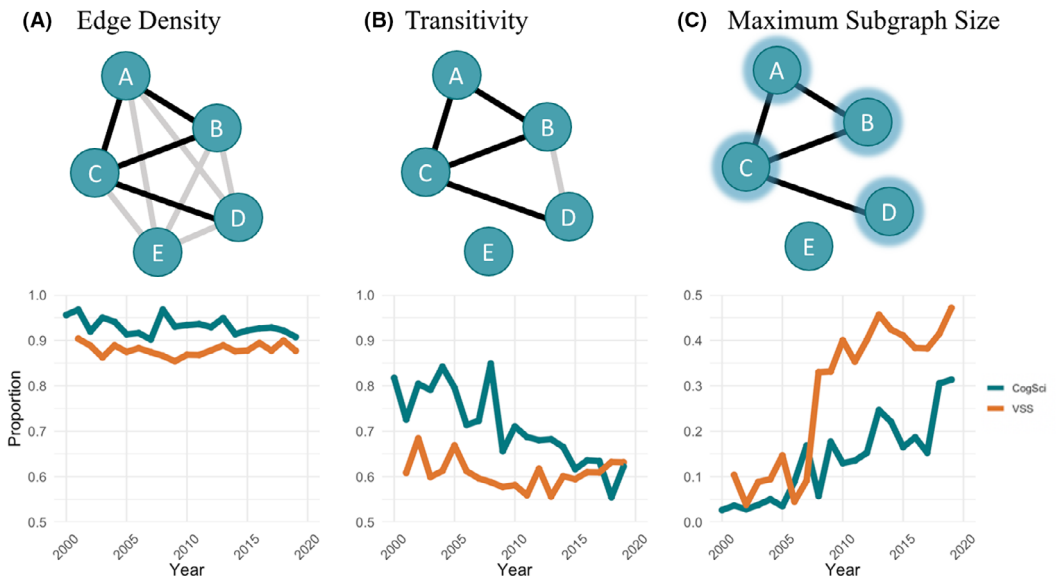 (A) Edge Density
(B) Transitivity
(C) Maximum Subgraph Size
A
B
C
D
E
A
B
C
D
E
A
B
C
D
E
Proportion
1.0
0.9
0.8
0.7
0.6
0.5
2000
2005
2010
2015
2020
Year
1.0
0.9
0.8
0.7
0.6
0.5
2000
2005
2010
2015
2020
Year
0.5
0.4
0.3
0.2
0.1
0.0
2000
2005
2010
2015
2020
Year
CogSci
VSS